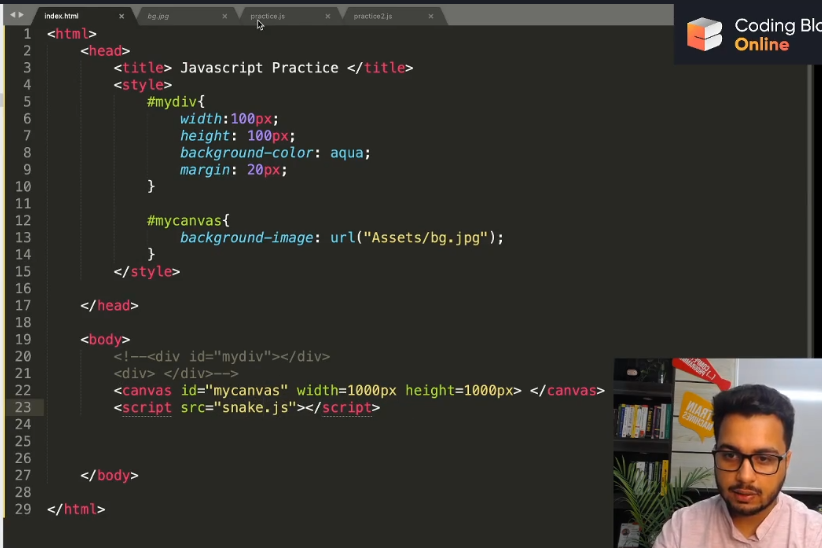 index.html
bg.jpg
practice.js
practice2.js
Coding Blo
Online
1 <html>
2 <head>
3 <title> Javascript Practice </title>
4 <style>
5 #mydiv{
6 width:100px;
7 height: 100px;
8 background-color: aqua;
9 margin: 20px;
10 }
11
12 #mycanvas{
13 background-image: url("Assets/bg.jpg");
14 }
15 </style>
16
17 </head>
18
19 <body>
20 <!--<div id="mydiv"></div>
21 <div> </div>-->
22 <canvas id="mycanvas" width=1000px height=1000px> </canvas>
23 <script src="snake.js"></script>
24
25
26
27 </body>
28
29 </html>